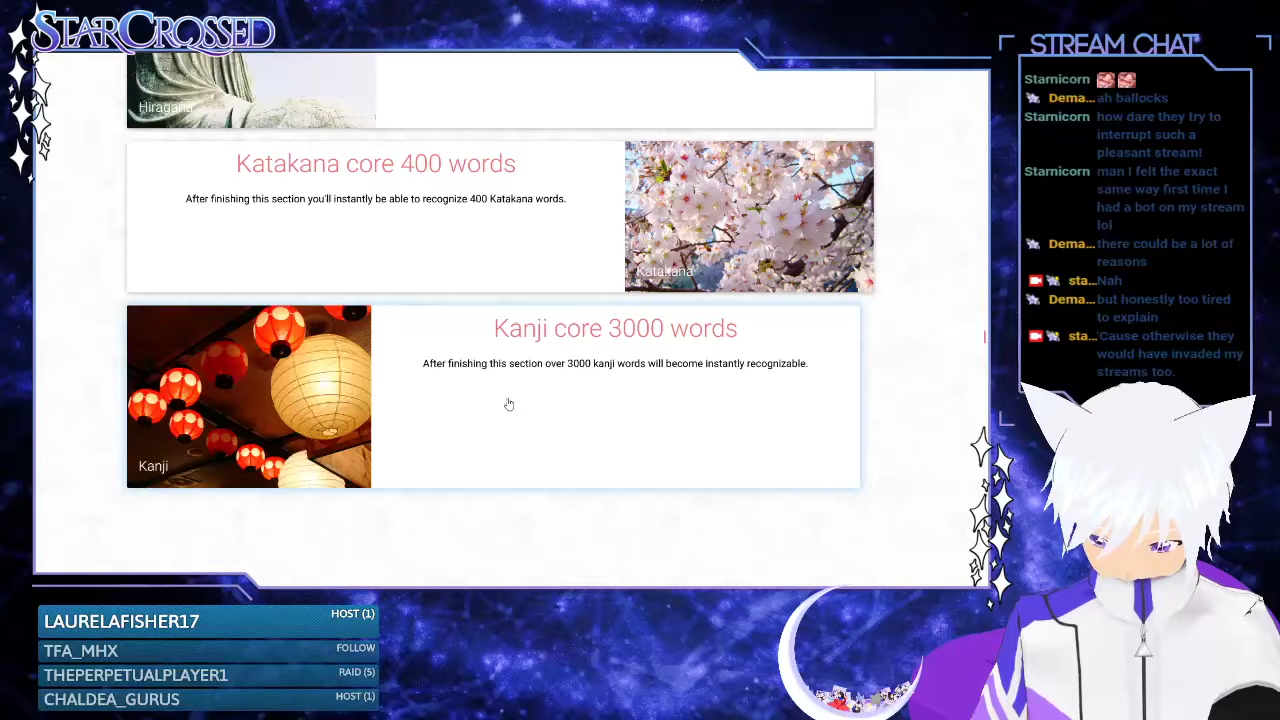 STARCROSSED
Hiragana
Katakana core 400 words
After finishing this section you'll instantly be able to recognize 400 Katakana words.
Katakana
Kanji core 3000 words
After finishing this section over 3000 kanji words will become instantly recognizable.
Kanji
STREAM CHAT
Starnicorn
Dema... ah ballocks
Starnicorn how dare they try to
interrupt such a
pleasant stream!
Starnicorn man I felt the exact
same way first time I
had a bot on my stream
lol
Dema... there could be a lot of
reasons
sta... Nah
Dema... but honestly too tired
to explain
sta... 'Cause otherwise they
would have invaded my
streams too.
LAURELAFISHER17 HOST (1)
TFA_MHX FOLLOW
THEPERPETUALPLAYER1 RAID (5)
CHALDEA_GURUS HOST (1)